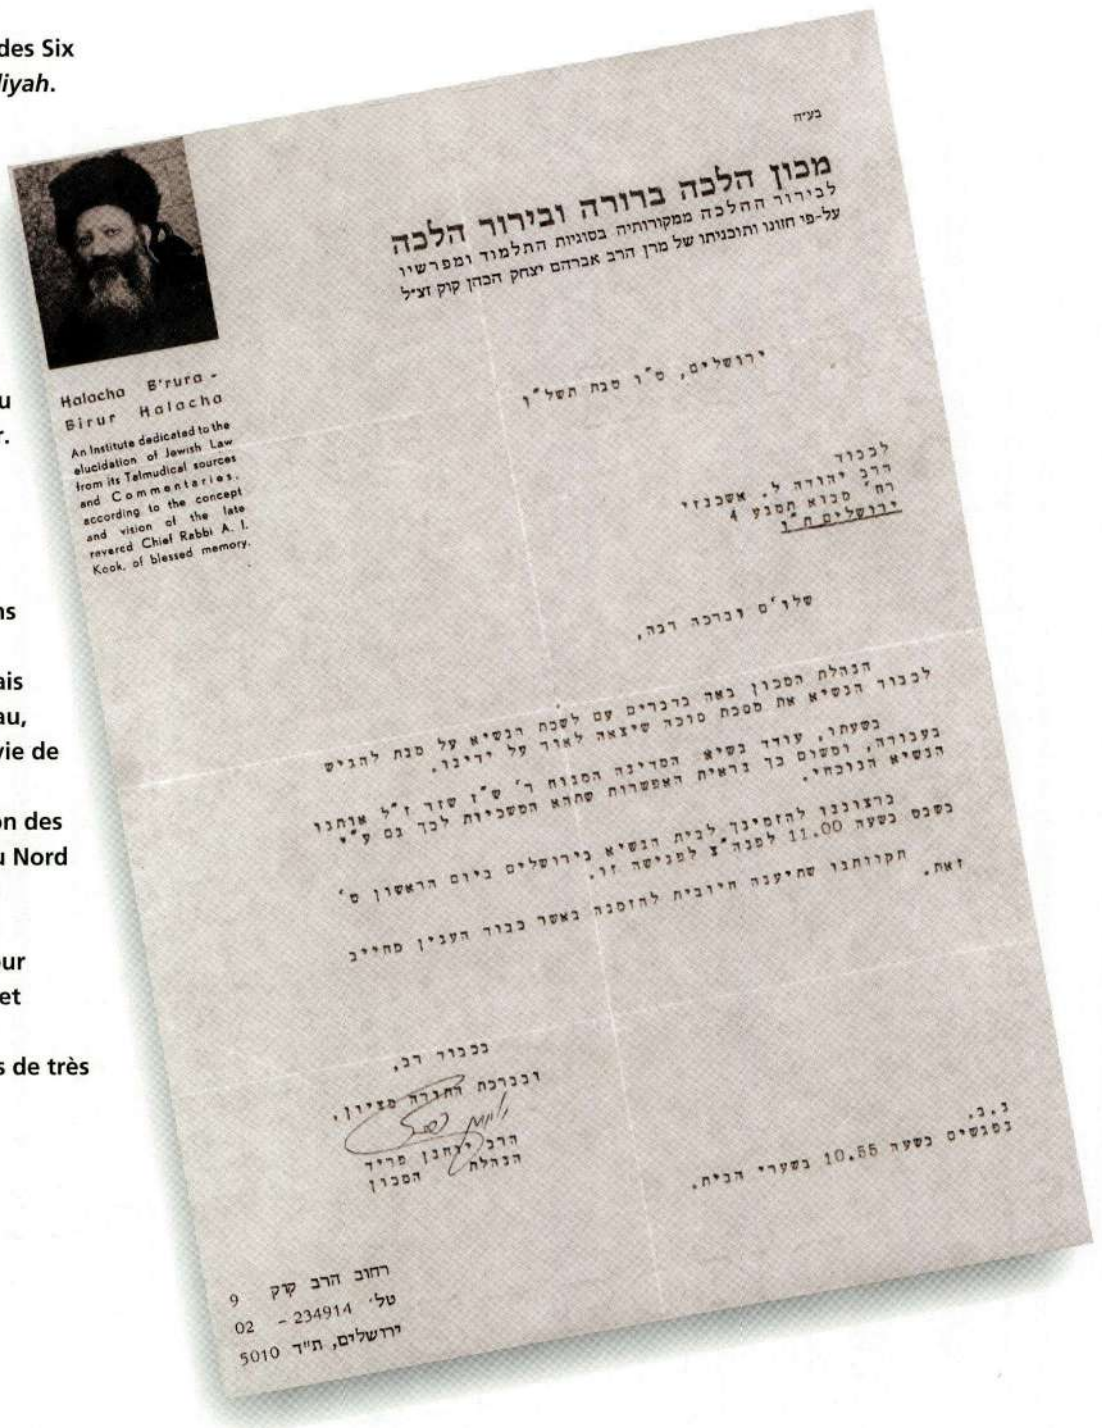 des Six
liyah.
u
r.
ns
ais
au,
vie de
on des
u Nord
ur
et
s de très
בע״ה
מכון הלכה ברורה ובירור הלכה
לבירור ההלכה ממקורותיה בסוגיות התלמוד ומפרשיו
על-פי חזונו ותוכניתו של מרן הרב אברהם יצחק הכהן קוק זצ״ל
Halacha B'rura -
Birur Halacha
An Institute dedicated to the
elucidation of Jewish Law
from its Talmudical sources
and Commentaries,
according to the concept
and vision of the late
revered Chief Rabbi A. I.
Kook, of blessed memory.
ירושלים, ט״ו טבת תשל״ו
לכבוד
הרב יהודה ל. אשכנזי
רח' מבוא תמנע 4
ירושלים ת״ו
שלו'ם וברכה רבה,
הנהלת המכון באה בדברים עם לשכת הנשיא על מנת להגיש
לכבוד הנשיא את מסכת סוכה שיצאה לאור על ידינו.
בשעתו, עודד נשיא המדינה המנוח ר' ש״ז שזר ז״ל אותנו
בעבודה, ומשום כך נראית האפשרות שתהא המשכיות לכך גם ע״י
הנשיא הנוכחי.
ברצוננו להזמינך לבית הנשיא בירושלים ביום הראשון ט'
בשבט בשעה 11.00 לפנה״צ לפגישה זו.
תקוותנו שתיענה חיובית להזמנה באשר כבוד הענין מחייב
זאת.
בכבוד רב,
ובברכת התורה מציון,
הרב יוחנן פריד
הנהלת המכון
נ.ב.
נפגשים בשעה 10.55 בשערי הבית.
רחוב הרב קוק 9
טל' 234914 - 02
ירושלים, ת״ד 5010